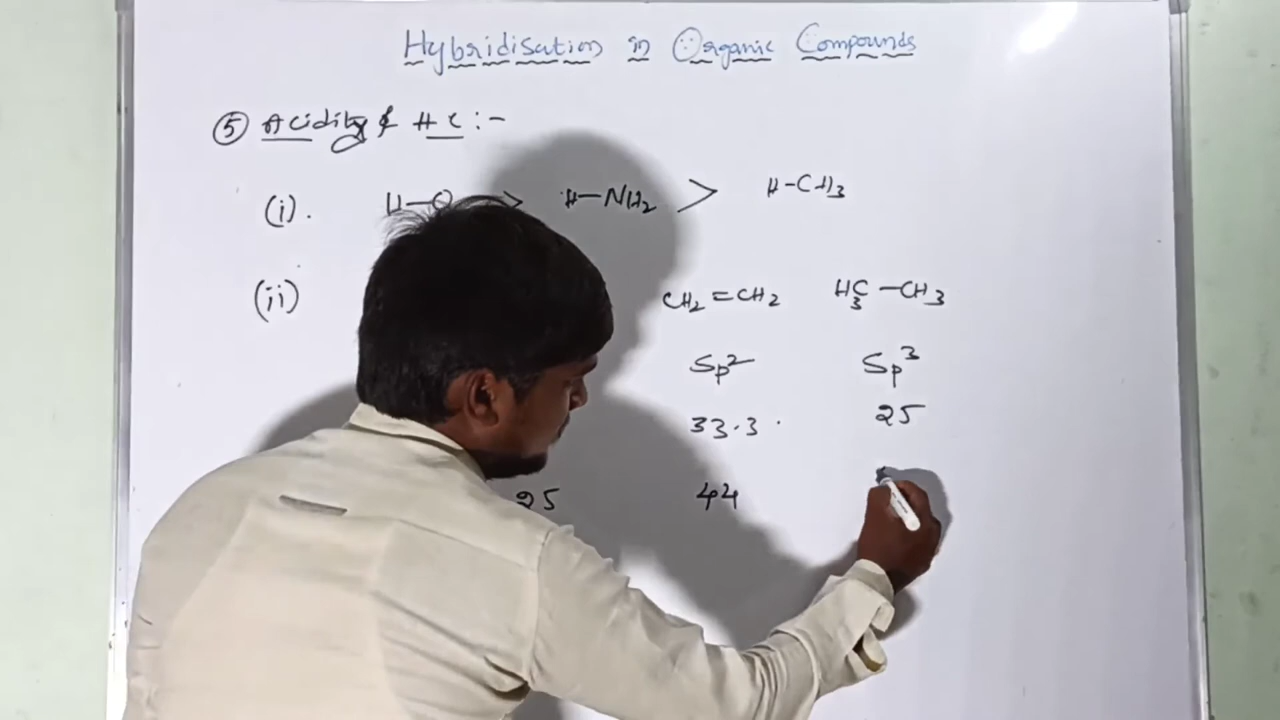 Hybridisation in Organic Compounds
⑤ Acidity of HC :-
(i). H-O > H-NH₂ > H-CH₃
(ii) CH₂=CH₂ H₃C-CH₃
Sp² Sp³
33.3 25
25 44